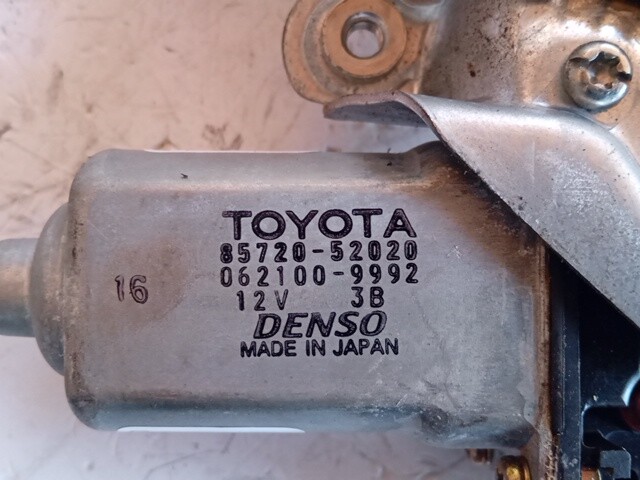 TOYOTA
85720-52020
062100-9992
12V 3B
DENSO
MADE IN JAPAN
16